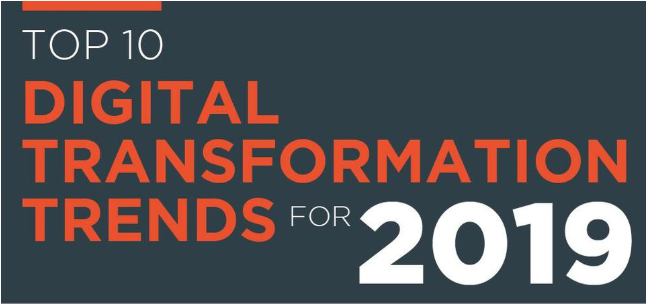 TOP 10
DIGITAL
TRANSFORMATION
TRENDS FOR 2019